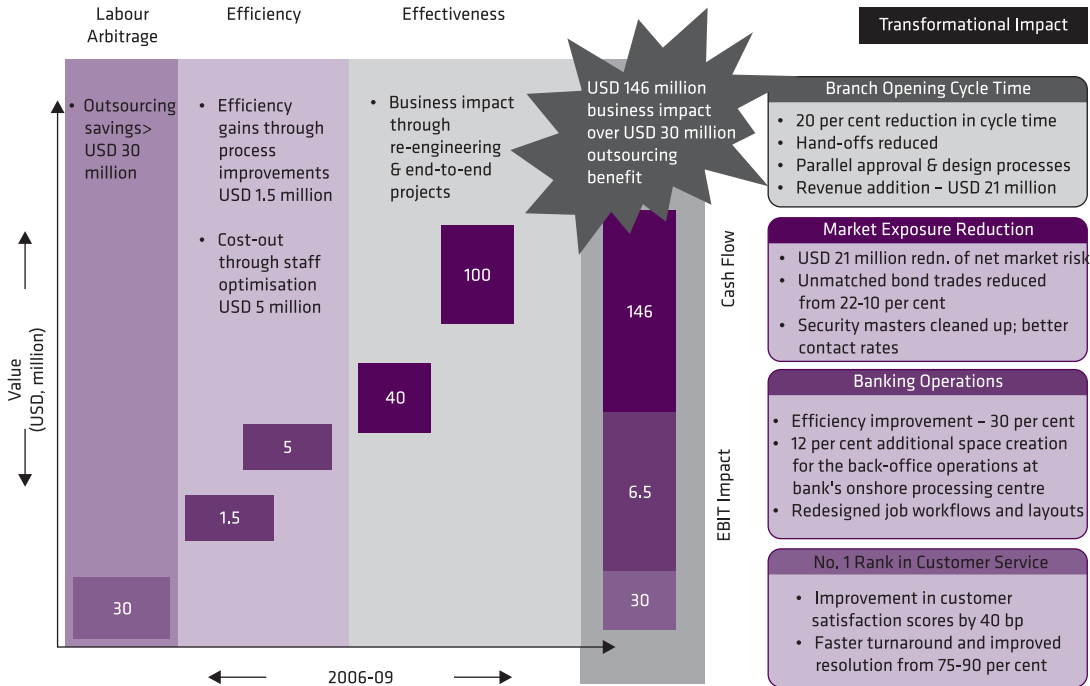 Labour
Arbitrage
Efficiency
Effectiveness
Transformational Impact
• Outsourcing
savings>
USD 30
million
• Efficiency
gains through
process
improvements
USD 1.5 million
• Cost-out
through staff
optimisation
USD 5 million
• Business impact
through
re-engineering
& end-to-end
projects
USD 146 million
business impact
over USD 30 million
outsourcing
benefit
Value
(USD, million)
30
1.5
5
40
100
146
6.5
30
Cash Flow
EBIT Impact
2006-09
Branch Opening Cycle Time
• 20 per cent reduction in cycle time
• Hand-offs reduced
• Parallel approval & design processes
• Revenue addition – USD 21 million
Market Exposure Reduction
• USD 21 million redn. of net market risk
• Unmatched bond trades reduced
from 22-10 per cent
• Security masters cleaned up; better
contact rates
Banking Operations
• Efficiency improvement – 30 per cent
• 12 per cent additional space creation
for the back-office operations at
bank's onshore processing centre
• Redesigned job workflows and layouts
No. 1 Rank in Customer Service
• Improvement in customer
satisfaction scores by 40 bp
• Faster turnaround and improved
resolution from 75-90 per cent